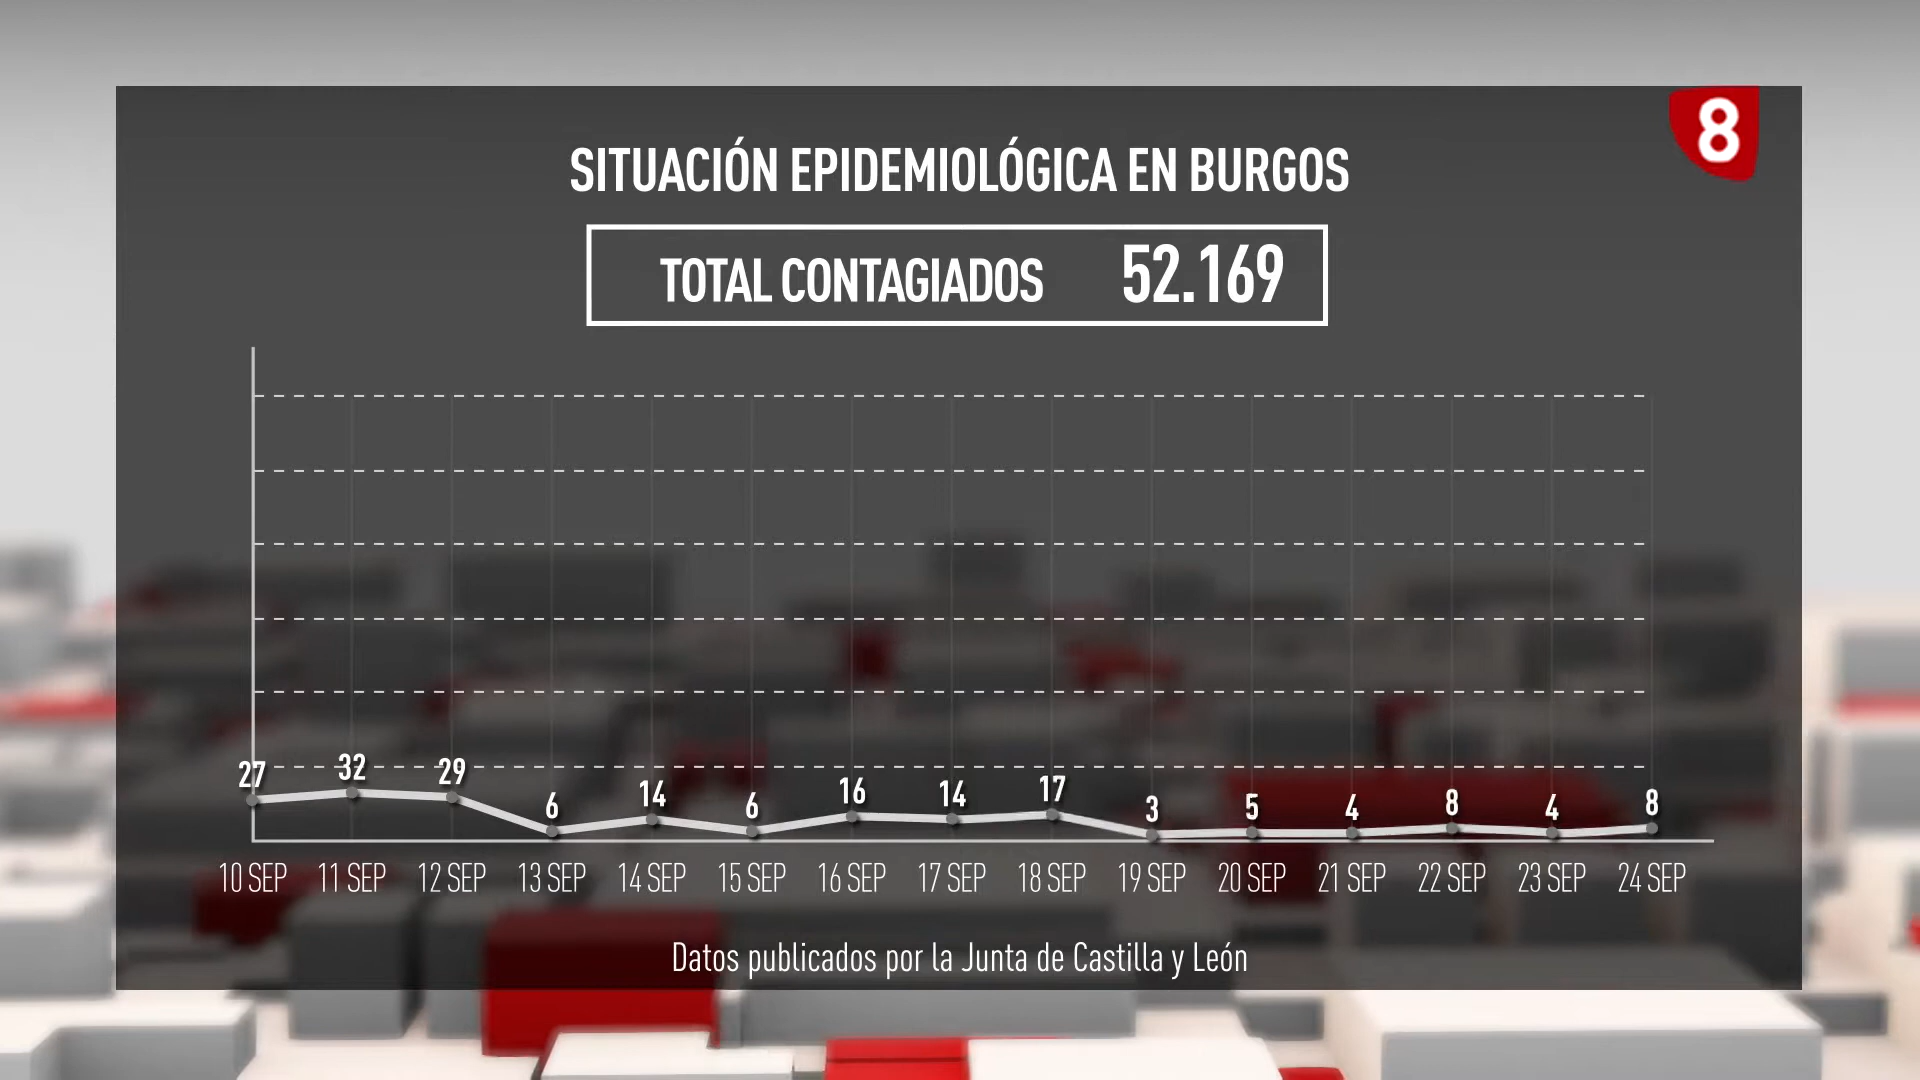 8
SITUACIÓN EPIDEMIOLÓGICA EN BURGOS
TOTAL CONTAGIADOS 52.169
27 32 29 6 14 6 16 14 17 3 5 4 8 4 8
10 SEP 11 SEP 12 SEP 13 SEP 14 SEP 15 SEP 16 SEP 17 SEP 18 SEP 19 SEP 20 SEP 21 SEP 22 SEP 23 SEP 24 SEP
Datos publicados por la Junta de Castilla y León